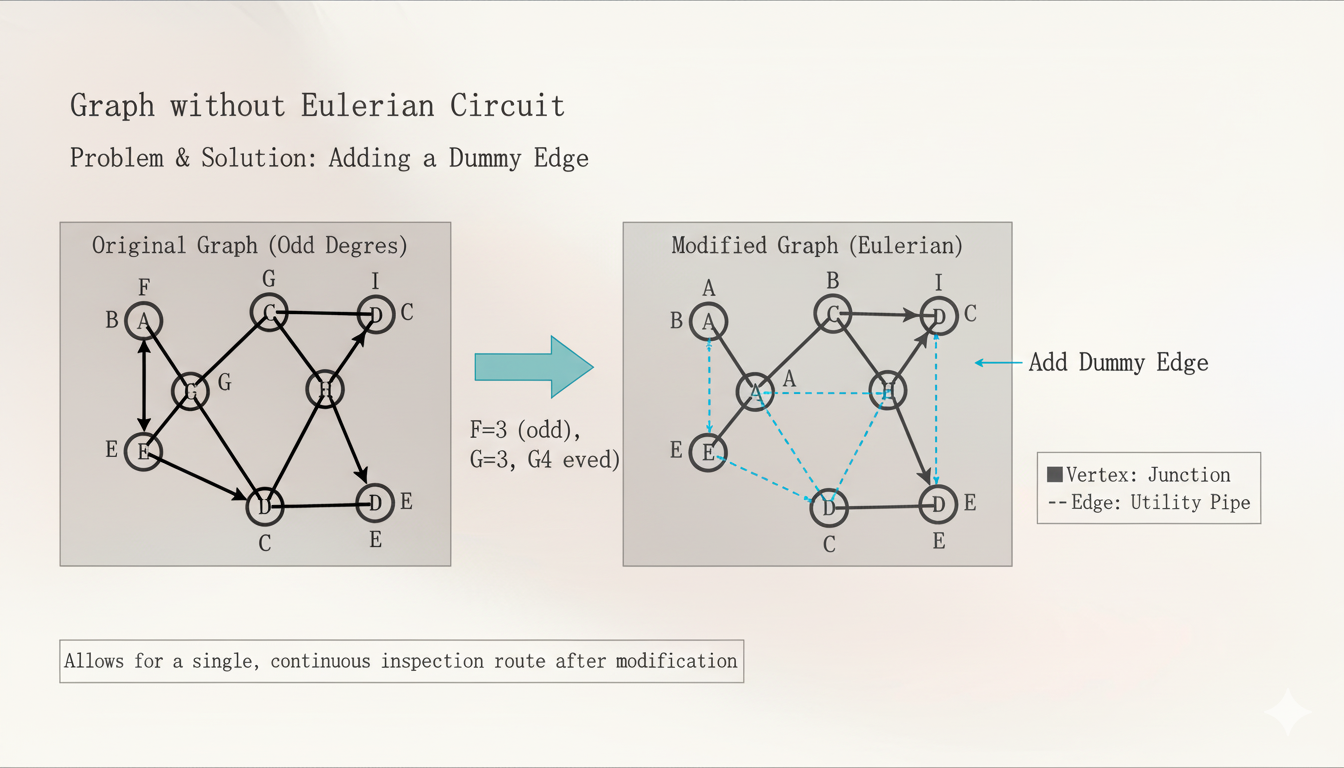 Graph without Eulerian Circuit
Problem & Solution: Adding a Dummy Edge
Original Graph (Odd Degres)
F
G
I
B
A
C
D
C
G
G
H
E
E
D
D
E
C
E
F=3 (odd),
G=3, G4 eved)
Modified Graph (Eulerian)
A
B
I
B
A
C
D
C
A
A
H
E
E
D
D
E
C
E
Add Dummy Edge
Vertex: Junction
Edge: Utility Pipe
Allows for a single, continuous inspection route after modification